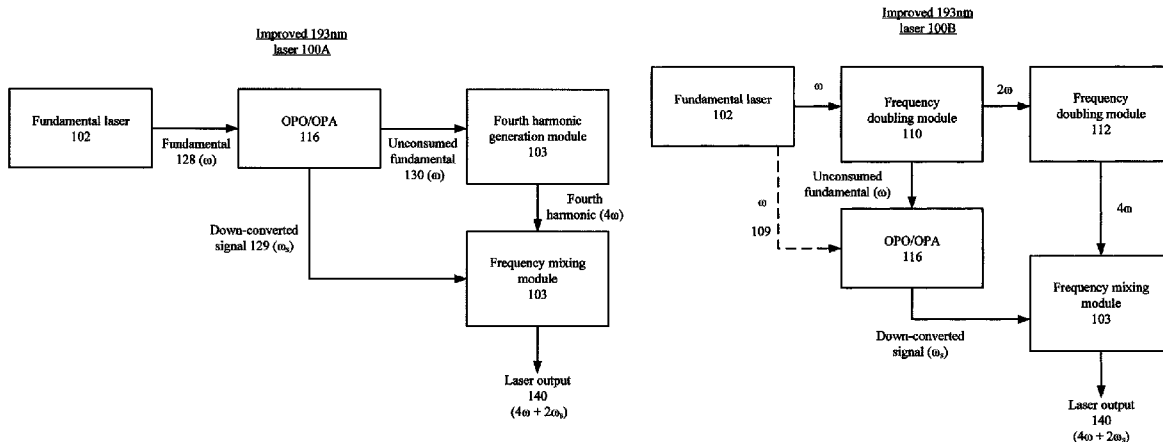 Improved 193nm
laser 100A
Fundamental laser
102
Fundamental
128 (ω)
OPO/OPA
116
Unconsumed
fundamental
130 (ω)
Fourth harmonic
generation module
103
Fourth
harmonic (4ω)
Down-converted
signal 129 (ωs)
Frequency mixing
module
103
Laser output
140
(4ω + 2ωs)
Improved 193nm
laser 100B
Fundamental laser
102
ω
Frequency
doubling module
110
2ω
Frequency
doubling module
112
Unconsumed
fundamental (ω)
ω
109
OPO/OPA
116
4ω
Frequency mixing
module
103
Down-converted
signal (ωs)
Laser output
140
(4ω + 2ωs)